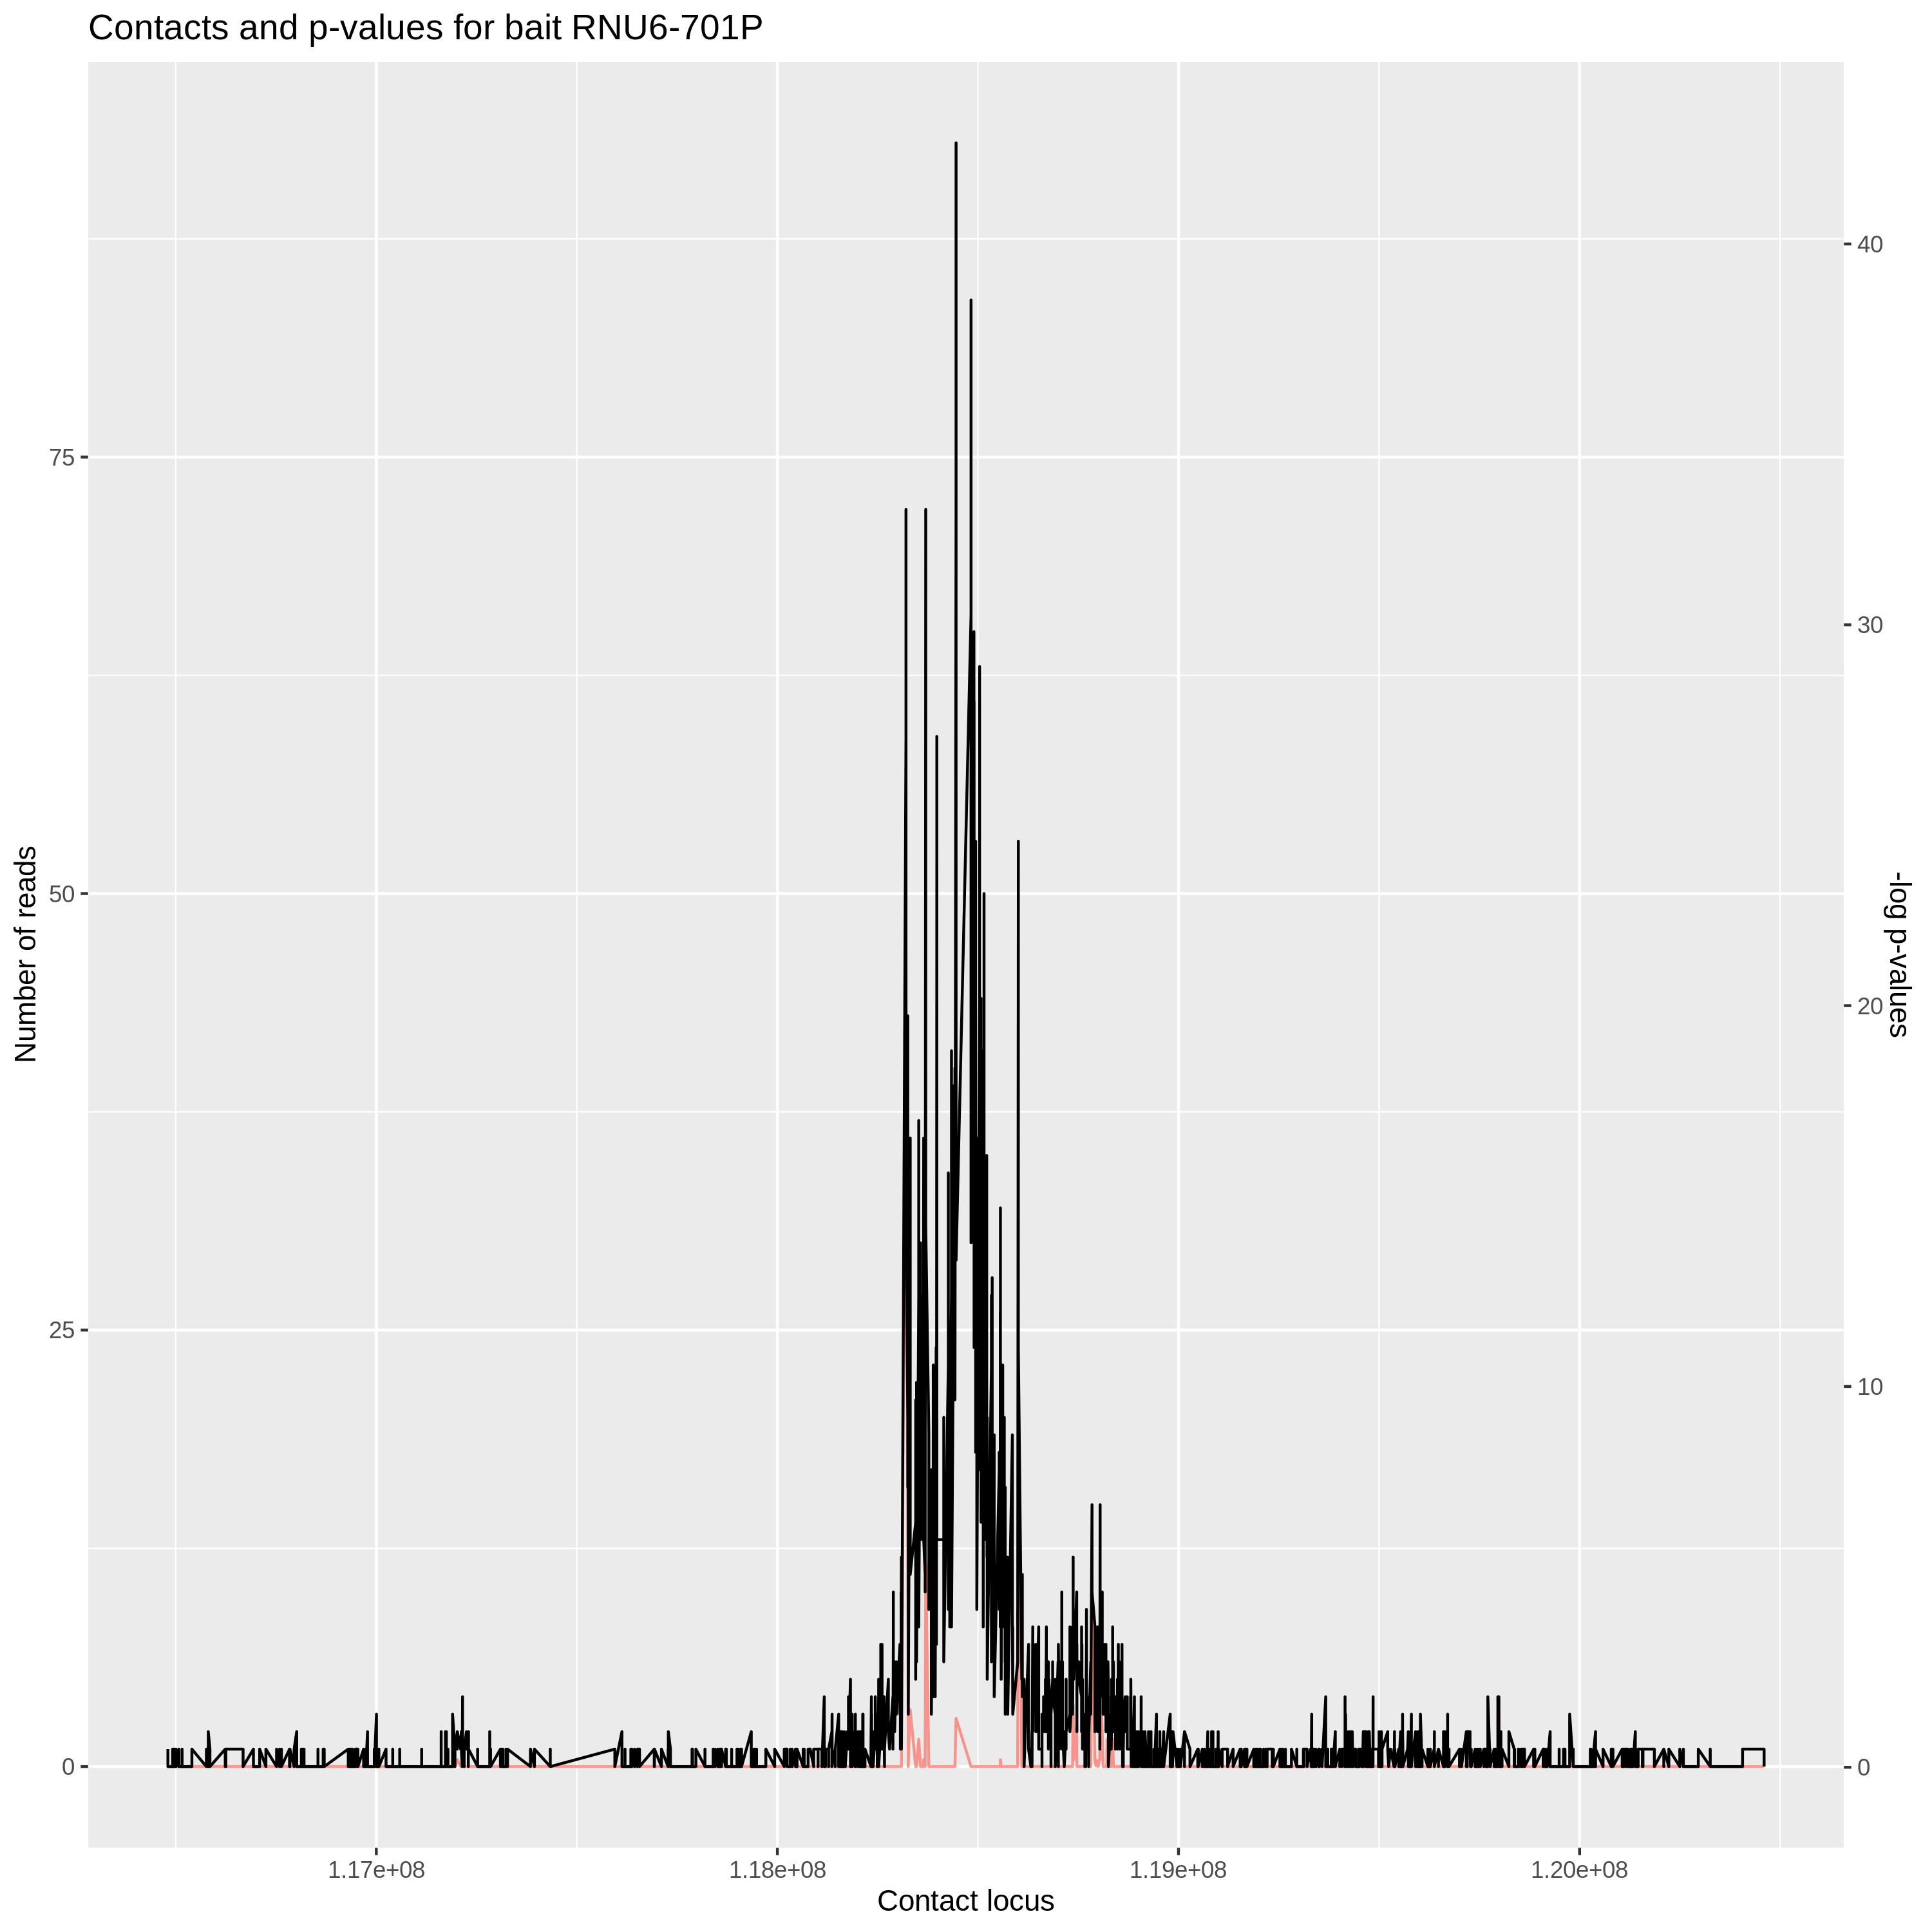 Contacts and p-values for bait RNU6-701P
75
50
25
0
40
30
20
10
0
Number of reads
-log p-values
1.17e+08
1.18e+08
1.19e+08
1.20e+08
Contact locus